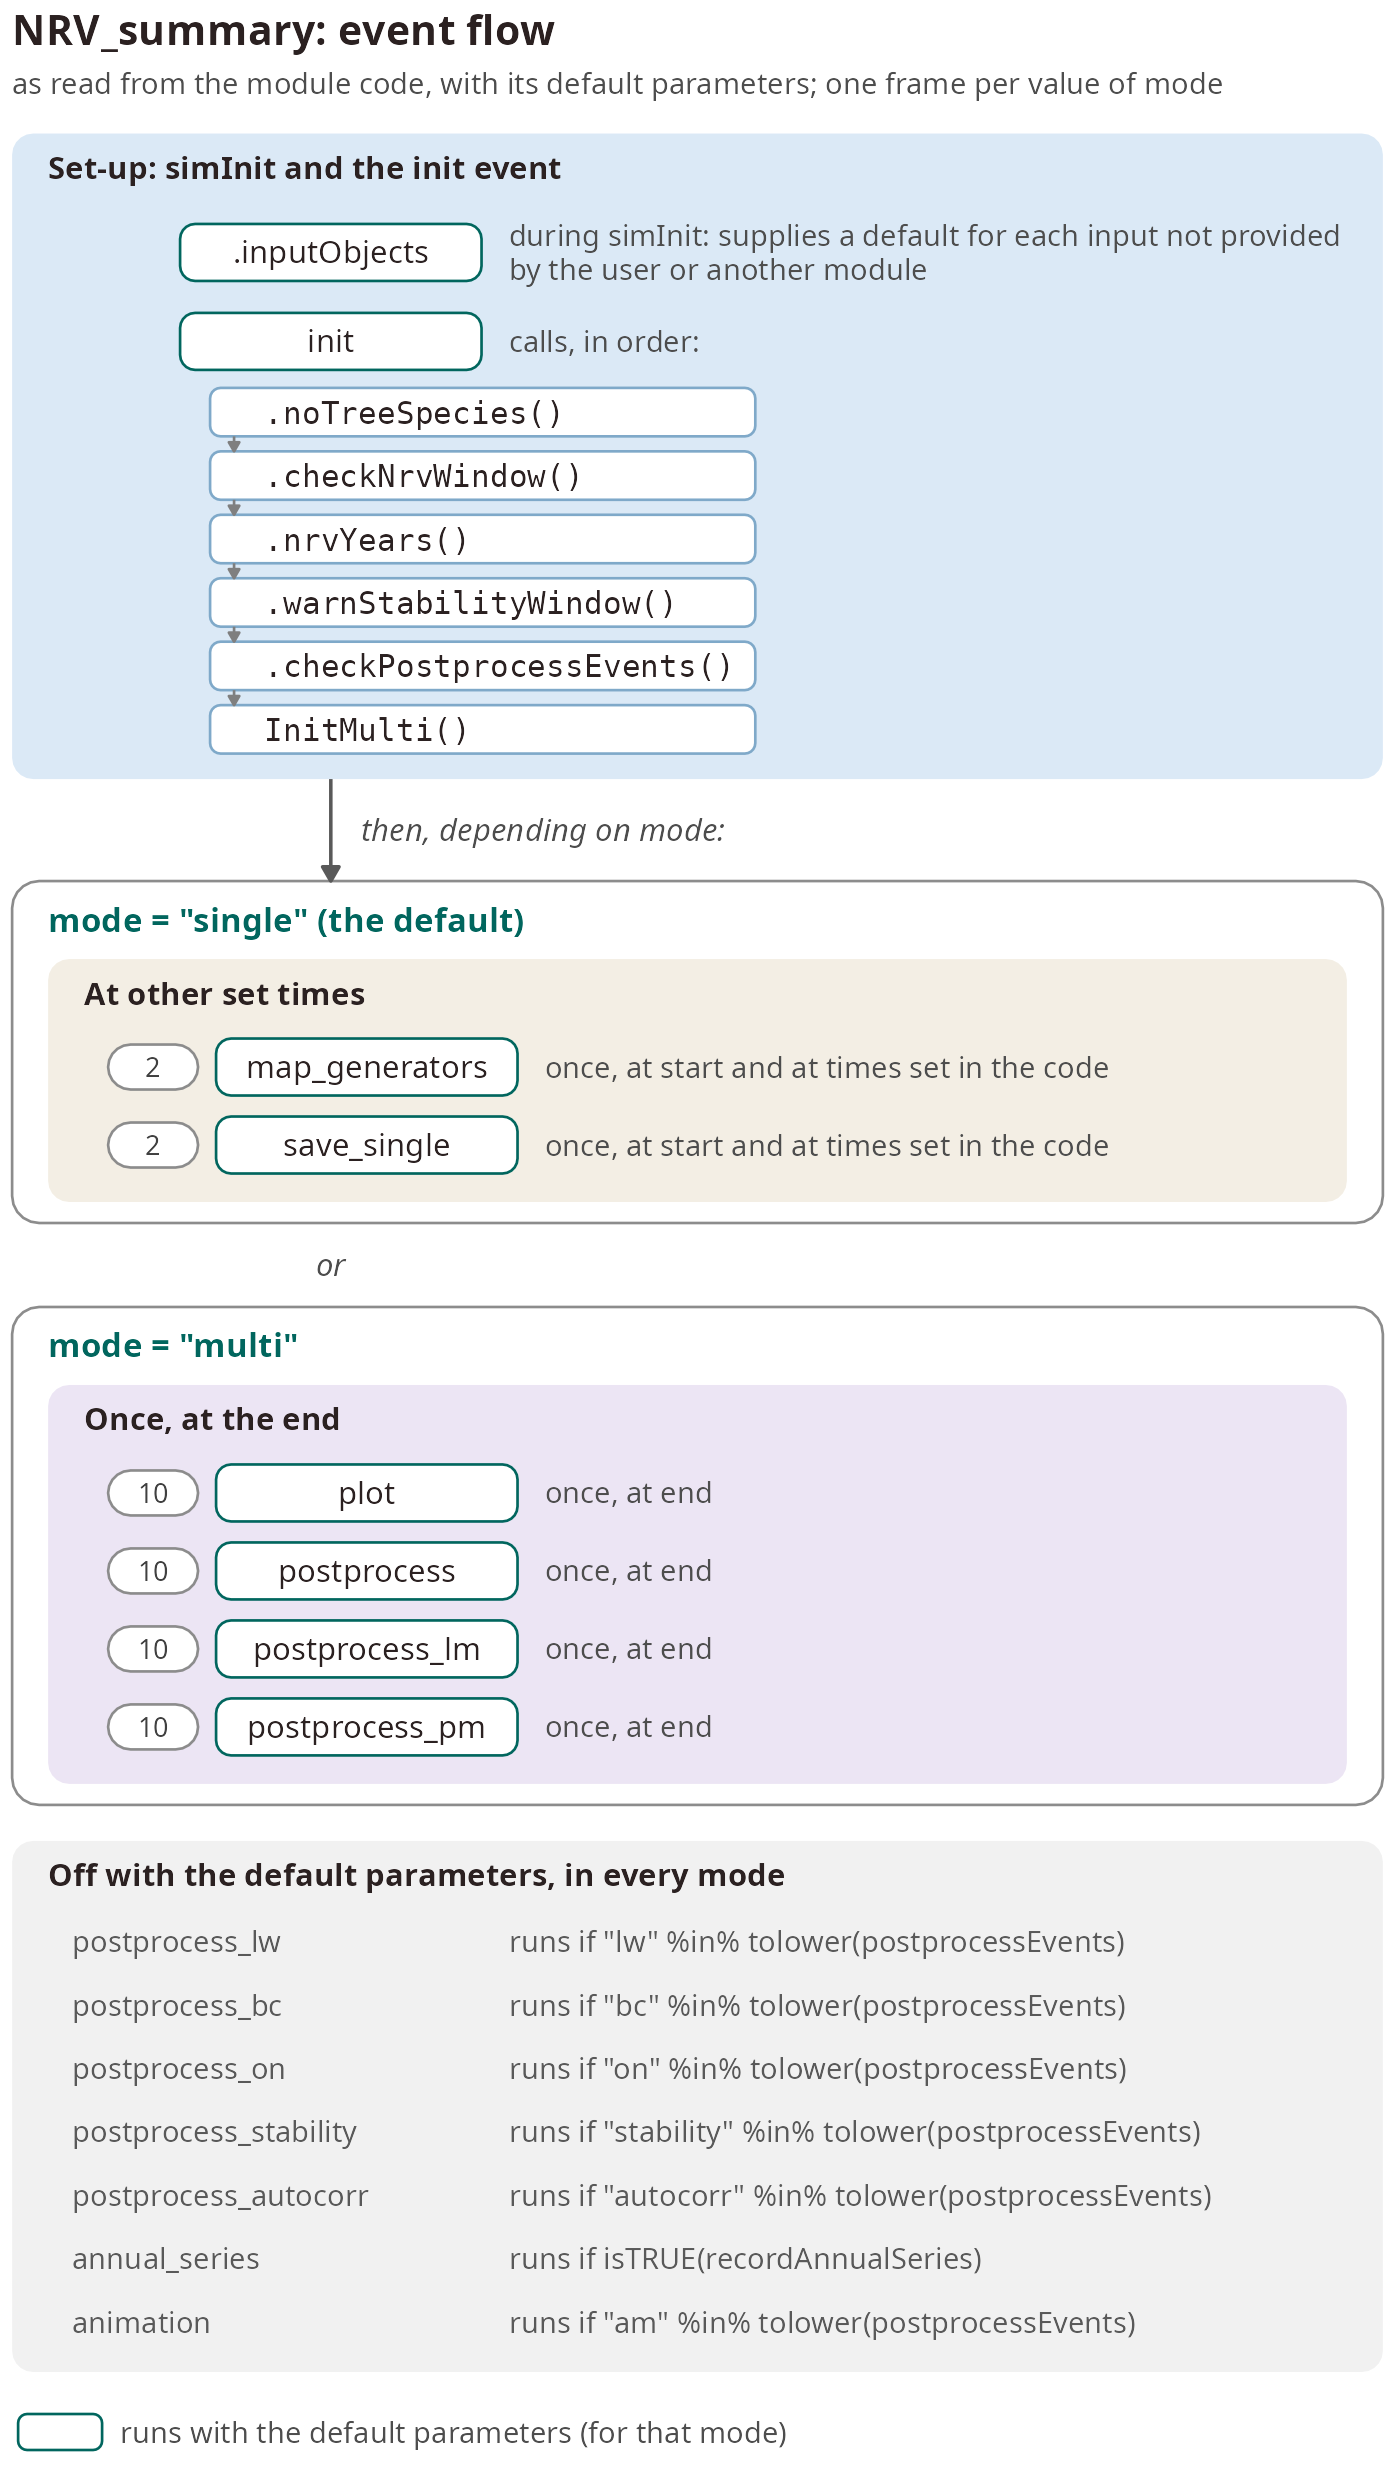 NRV_summary: event flow
as read from the module code, with its default parameters; one frame per value of mode
Set-up: simInit and the init event
.inputObjects
during simInit: supplies a default for each input not provided
by the user or another module
init
calls, in order:
.noTreeSpecies()
.checkNrvWindow()
.nrvYears()
.warnStabilityWindow()
.checkPostprocessEvents()
InitMulti()
then, depending on mode:
mode = "single" (the default)
At other set times
2 map_generators once, at start and at times set in the code
2 save_single once, at start and at times set in the code
or
mode = "multi"
Once, at the end
10 plot once, at end
10 postprocess once, at end
10 postprocess_lm once, at end
10 postprocess_pm once, at end
Off with the default parameters, in every mode
postprocess_lw runs if "lw" %in% tolower(postprocessEvents)
postprocess_bc runs if "bc" %in% tolower(postprocessEvents)
postprocess_on runs if "on" %in% tolower(postprocessEvents)
postprocess_stability runs if "stability" %in% tolower(postprocessEvents)
postprocess_autocorr runs if "autocorr" %in% tolower(postprocessEvents)
annual_series runs if isTRUE(recordAnnualSeries)
animation runs if "am" %in% tolower(postprocessEvents)
runs with the default parameters (for that mode)